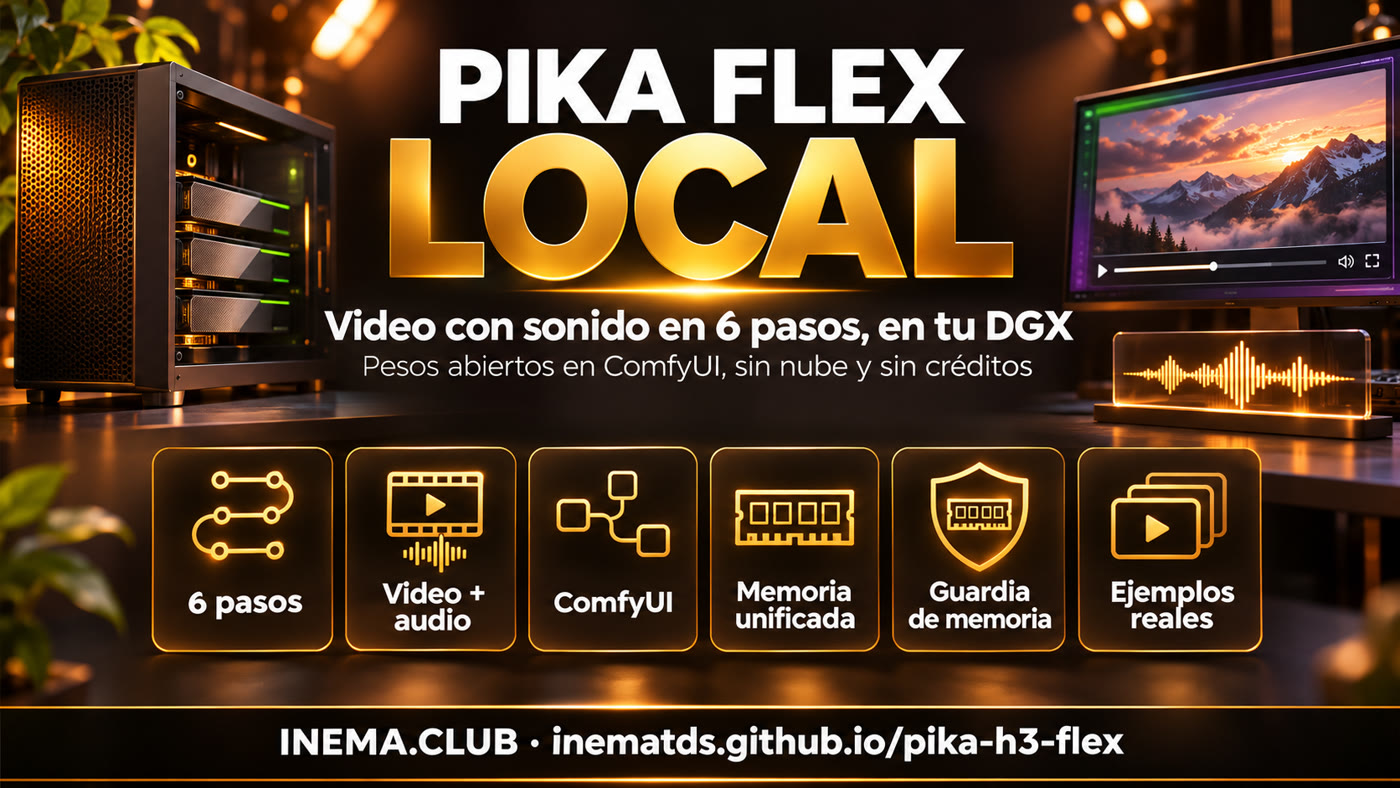 PIKA FLEX
LOCAL
Video con sonido en 6 pasos, en tu DGX
Pesos abiertos en ComfyUI, sin nube y sin créditos
6 pasos
Video +
audio
ComfyUI
Memoria
unificada
Guardia
de memoria
Ejemplos
reales
INEMA.CLUB · inematds.github.io/pika-h3-flex